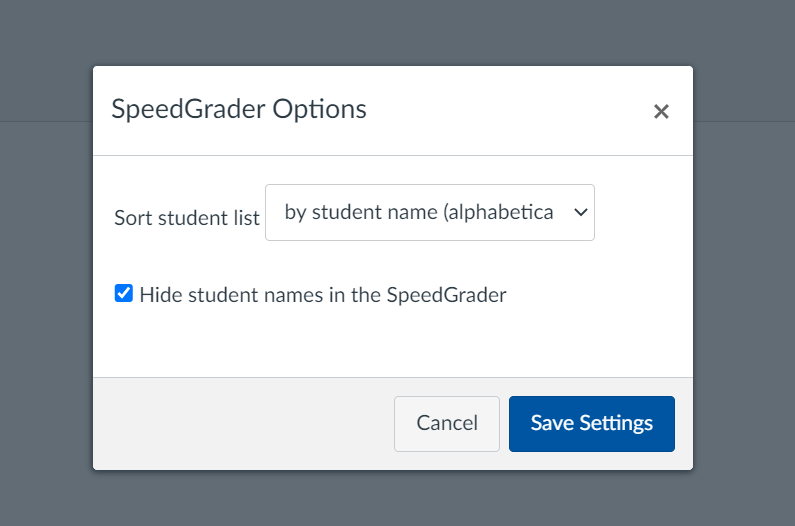 SpeedGrader Options
Sort student list by student name (alphabetica
Hide student names in the SpeedGrader
Cancel Save Settings